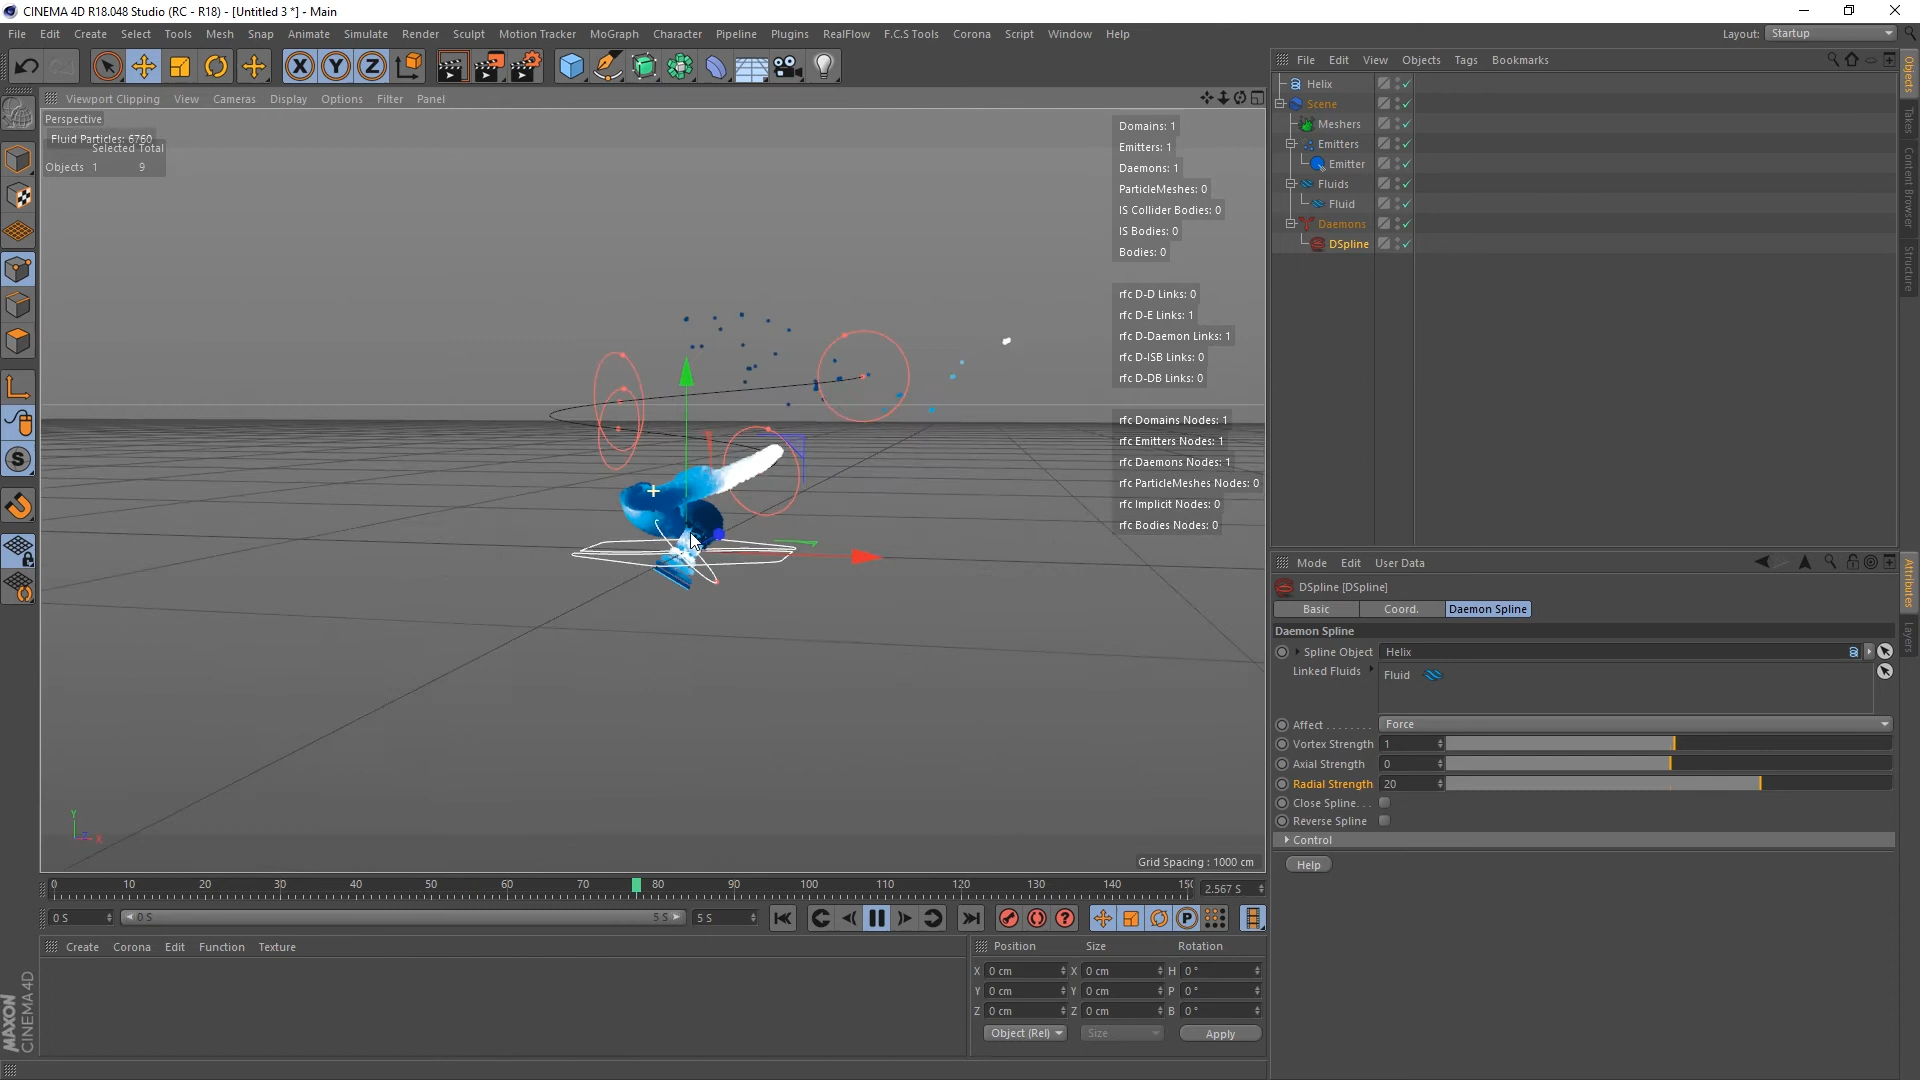 CINEMA 4D R18.048 Studio (RC - R18) - [Untitled 3 *] - Main
File Edit Create Select Tools Mesh Snap Animate Simulate Render Sculpt Motion Tracker MoGraph Character Pipeline Plugins RealFlow F.C.S Tools Corona Script Window Help
Layout: Startup
Viewport Clipping View Cameras Display Options Filter Panel
Perspective
Fluid Particles: 6760
Selected Total
Objects 1 9
Domains: 1
Emitters: 1
Daemons: 1
ParticleMeshes: 0
IS Collider Bodies: 0
IS Bodies: 0
Bodies: 0
rfc D-D Links: 0
rfc D-E Links: 1
rfc D-Daemon Links: 1
rfc D-ISB Links: 0
rfc D-DB Links: 0
rfc Domains Nodes: 1
rfc Emitters Nodes: 1
rfc Daemons Nodes: 1
rfc ParticleMeshes Nodes: 0
rfc Implicit Nodes: 0
rfc Bodies Nodes: 0
Y
X
Grid Spacing : 1000 cm
0 10 20 30 40 50 60 70 80 90 100 110 120 130 140 150
2.567 S
0 S
0 S
5 S
5 S
Create Corona Edit Function Texture
Position Size Rotation
X 0 cm X 0 cm H 0 °
Y 0 cm Y 0 cm P 0 °
Z 0 cm Z 0 cm B 0 °
Object (Rel) Size Apply
MAXON
CINEMA 4D
File Edit View Objects Tags Bookmarks
Helix
Scene
Meshers
Emitters
Emitter
Fluids
Fluid
Daemons
DSpline
Objects
Takes
Content Browser
Structure
Mode Edit User Data
DSpline [DSpline]
Basic Coord. Daemon Spline
Daemon Spline
Spline Object Helix
Linked Fluids Fluid
Affect . . . . . . . . Force
Vortex Strength 1
Axial Strength 0
Radial Strength 20
Close Spline. . .
Reverse Spline
Control
Help
Attributes
Layers